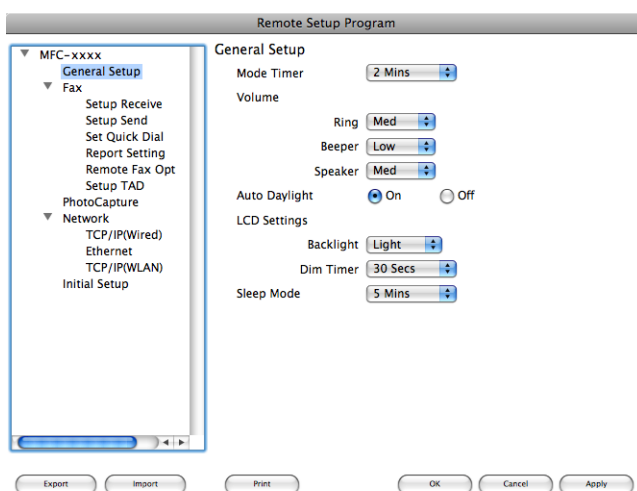 Remote Setup Program
MFC-xxxx
General Setup
Fax
Setup Receive
Setup Send
Set Quick Dial
Report Setting
Remote Fax Opt
Setup TAD
PhotoCapture
Network
TCP/IP(Wired)
Ethernet
TCP/IP(WLAN)
Initial Setup
General Setup
Mode Timer 2 Mins
Volume
Ring Med
Beeper Low
Speaker Med
Auto Daylight On Off
LCD Settings
Backlight Light
Dim Timer 30 Secs
Sleep Mode 5 Mins
Export Import Print OK Cancel Apply